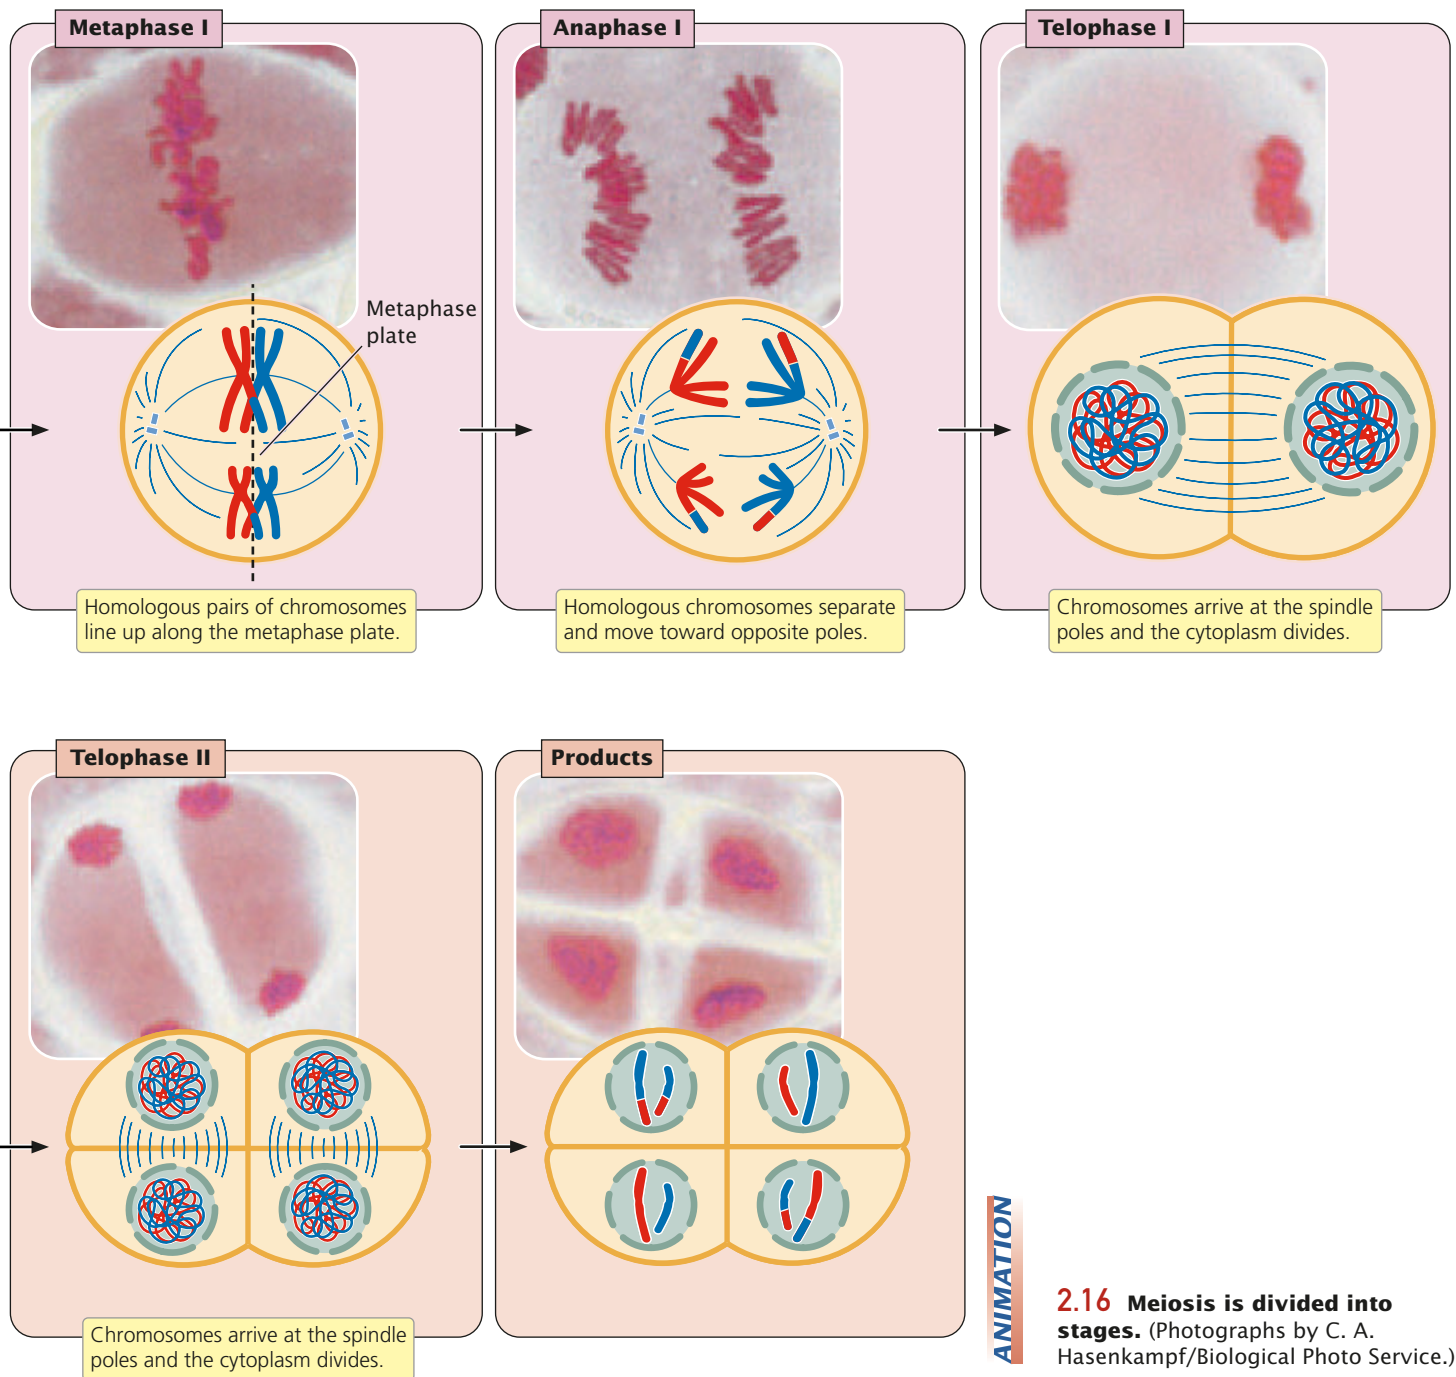 Metaphase I
Anaphase I
Telophase I
Metaphase
plate
Homologous pairs of chromosomes
line up along the metaphase plate.
Homologous chromosomes separate
and move toward opposite poles.
Chromosomes arrive at the spindle
poles and the cytoplasm divides.
Telophase II
Products
Chromosomes arrive at the spindle
poles and the cytoplasm divides.
ANIMATION
2.16 Meiosis is divided into
stages. (Photographs by C. A.
Hasenkampf/Biological Photo Service.)